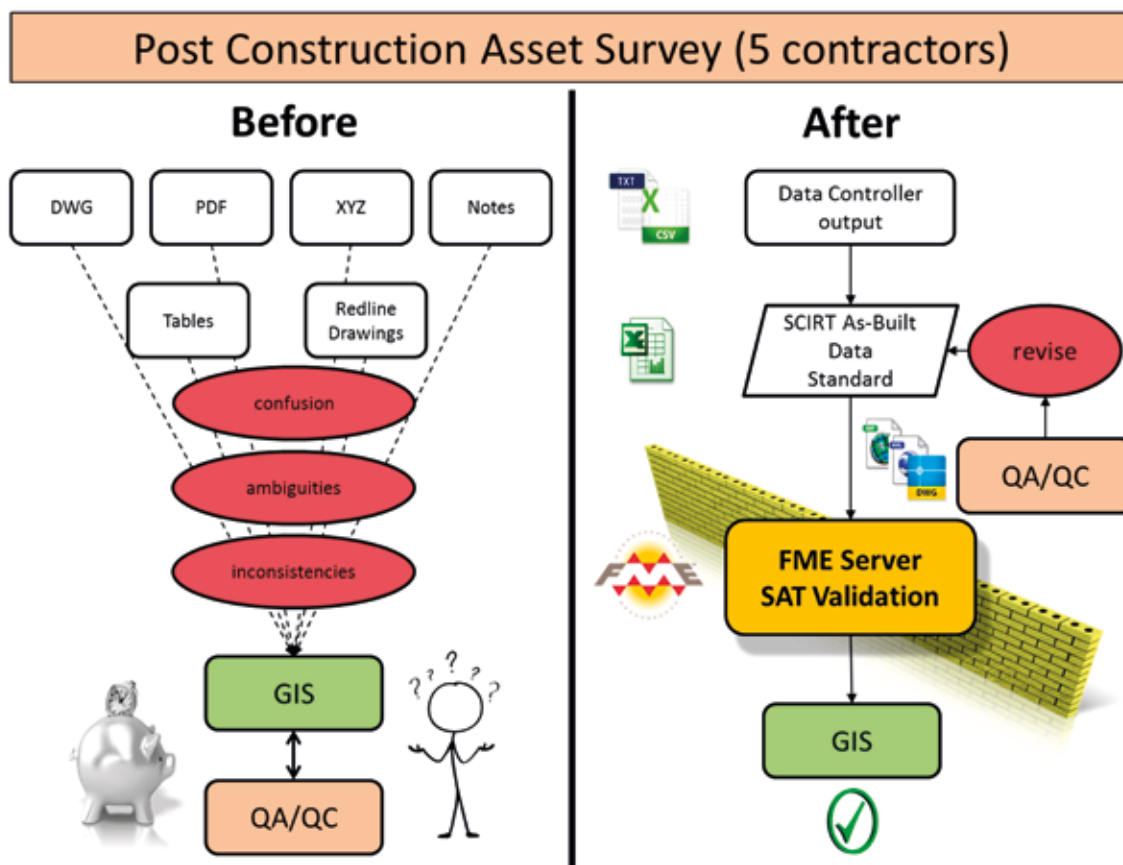 Post Construction Asset Survey (5 contractors)
Before
DWG
PDF
XYZ
Notes
Tables
Redline
Drawings
confusion
ambiguities
inconsistencies
GIS
? ? ? ? ?
QA/QC
After
TXT
X
CSV
Data Controller
output
X
SCIRT As-Built
Data
Standard
revise
DWG
QA/QC
FME
FME Server
SAT Validation
GIS